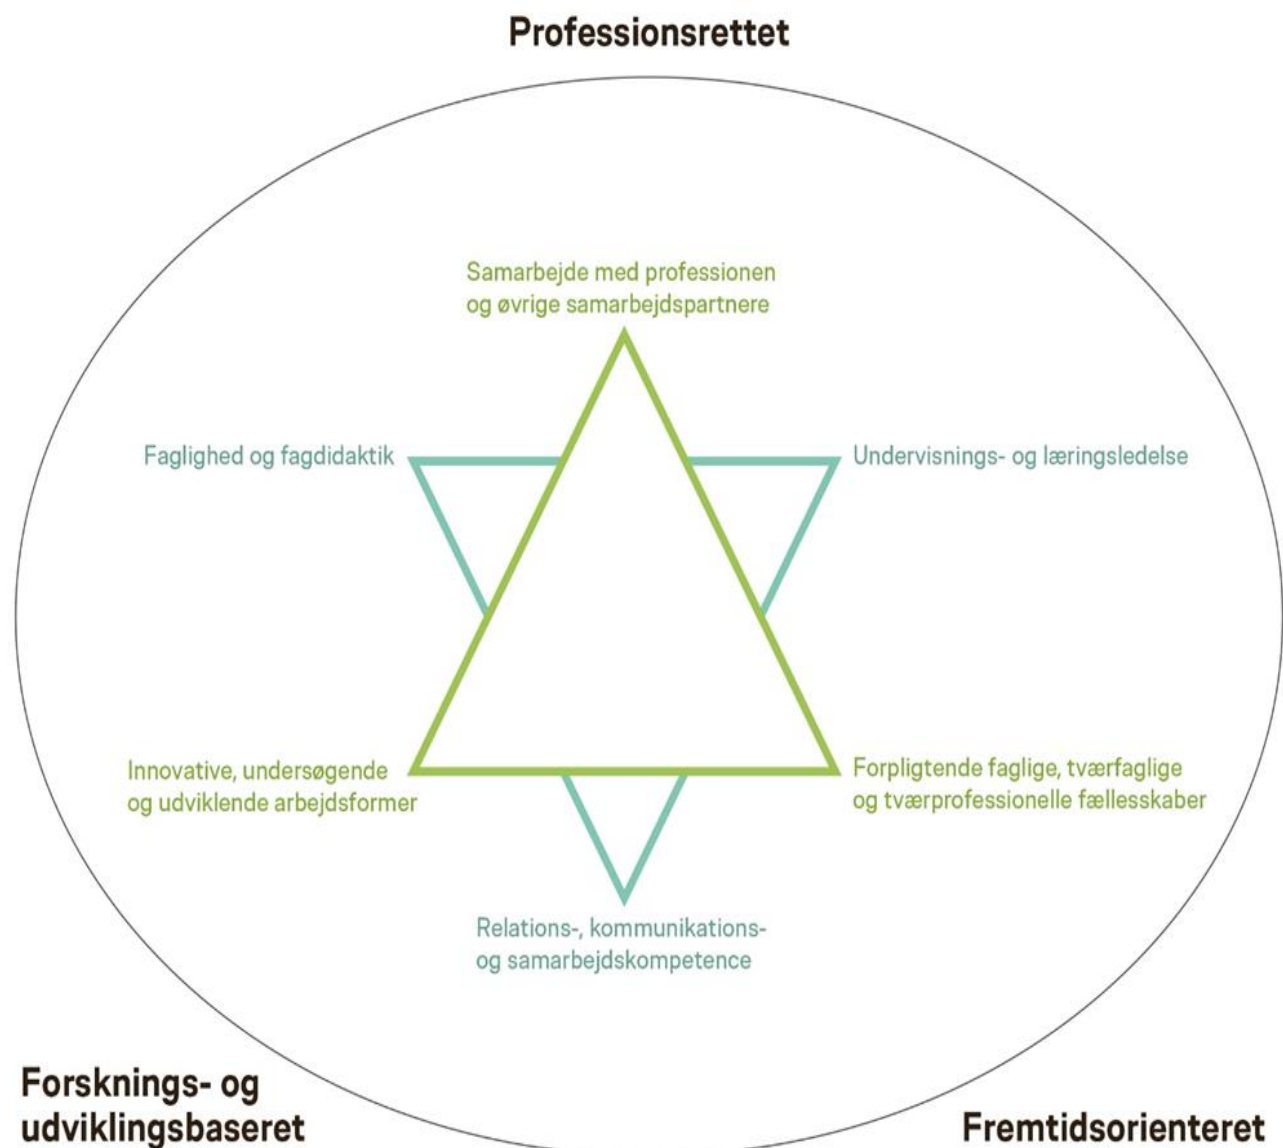 Professionsrettet
Samarbejde med professionen
og øvrige samarbejdspartnere
Faglighed og fagdidaktik
Undervisnings- og læringsledelse
Innovative, undersøgende
og udviklende arbejdsformer
Forpligtende faglige, tværfaglige
og tværprofessionelle fællesskaber
Relations-, kommunikations-
og samarbejdskompetence
Forsknings- og
udviklingsbaseret
Fremtidsorienteret